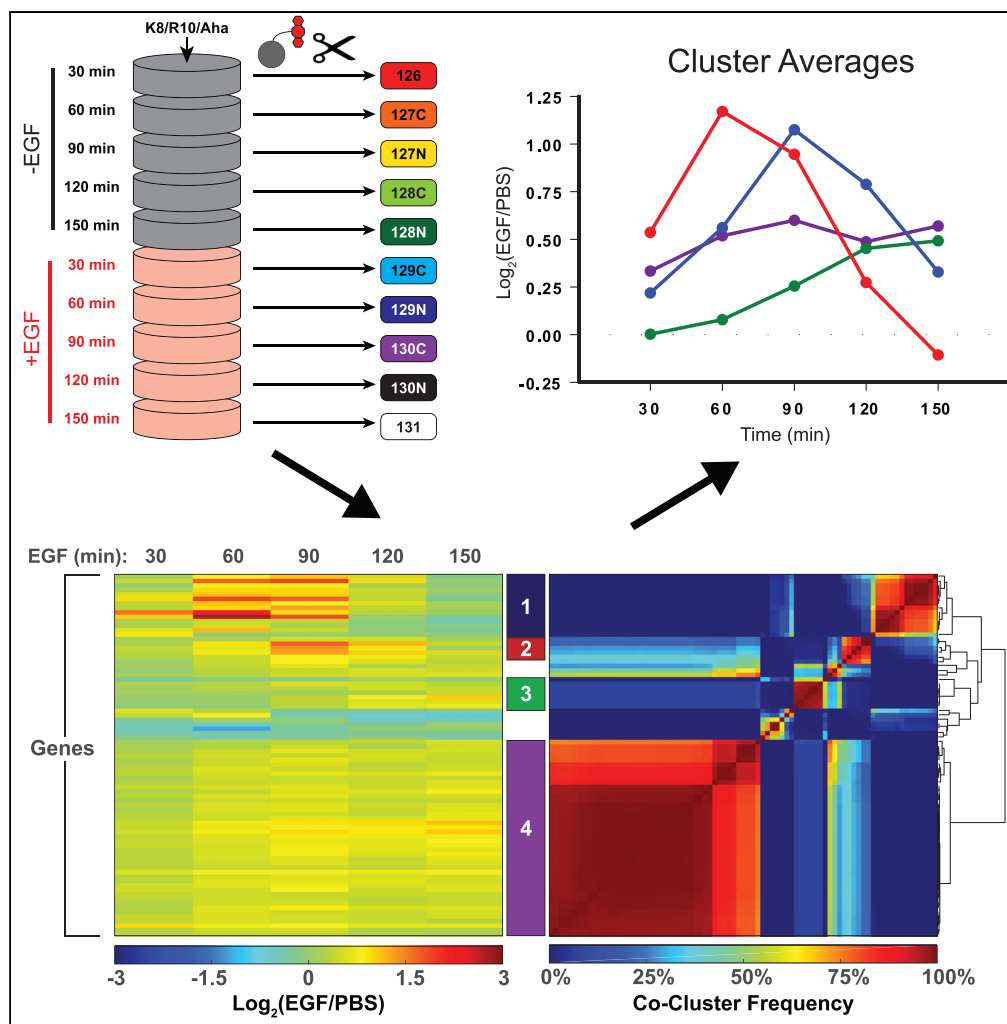 K8/R10/Aha
-EGF
30 min
60 min
90 min
120 min
150 min
+EGF
30 min
60 min
90 min
120 min
150 min
126
127C
127N
128C
128N
129C
129N
130C
130N
131
Cluster Averages
Log2(EGF/PBS)
1.25
1.00
0.75
0.50
0.25
0.00
-0.25
30 60 90 120 150
Time (min)
EGF (min): 30 60 90 120 150
Genes
1
2
3
4
-3 -1.5 0 1.5 3
Log2(EGF/PBS)
0% 25% 50% 75% 100%
Co-Cluster Frequency